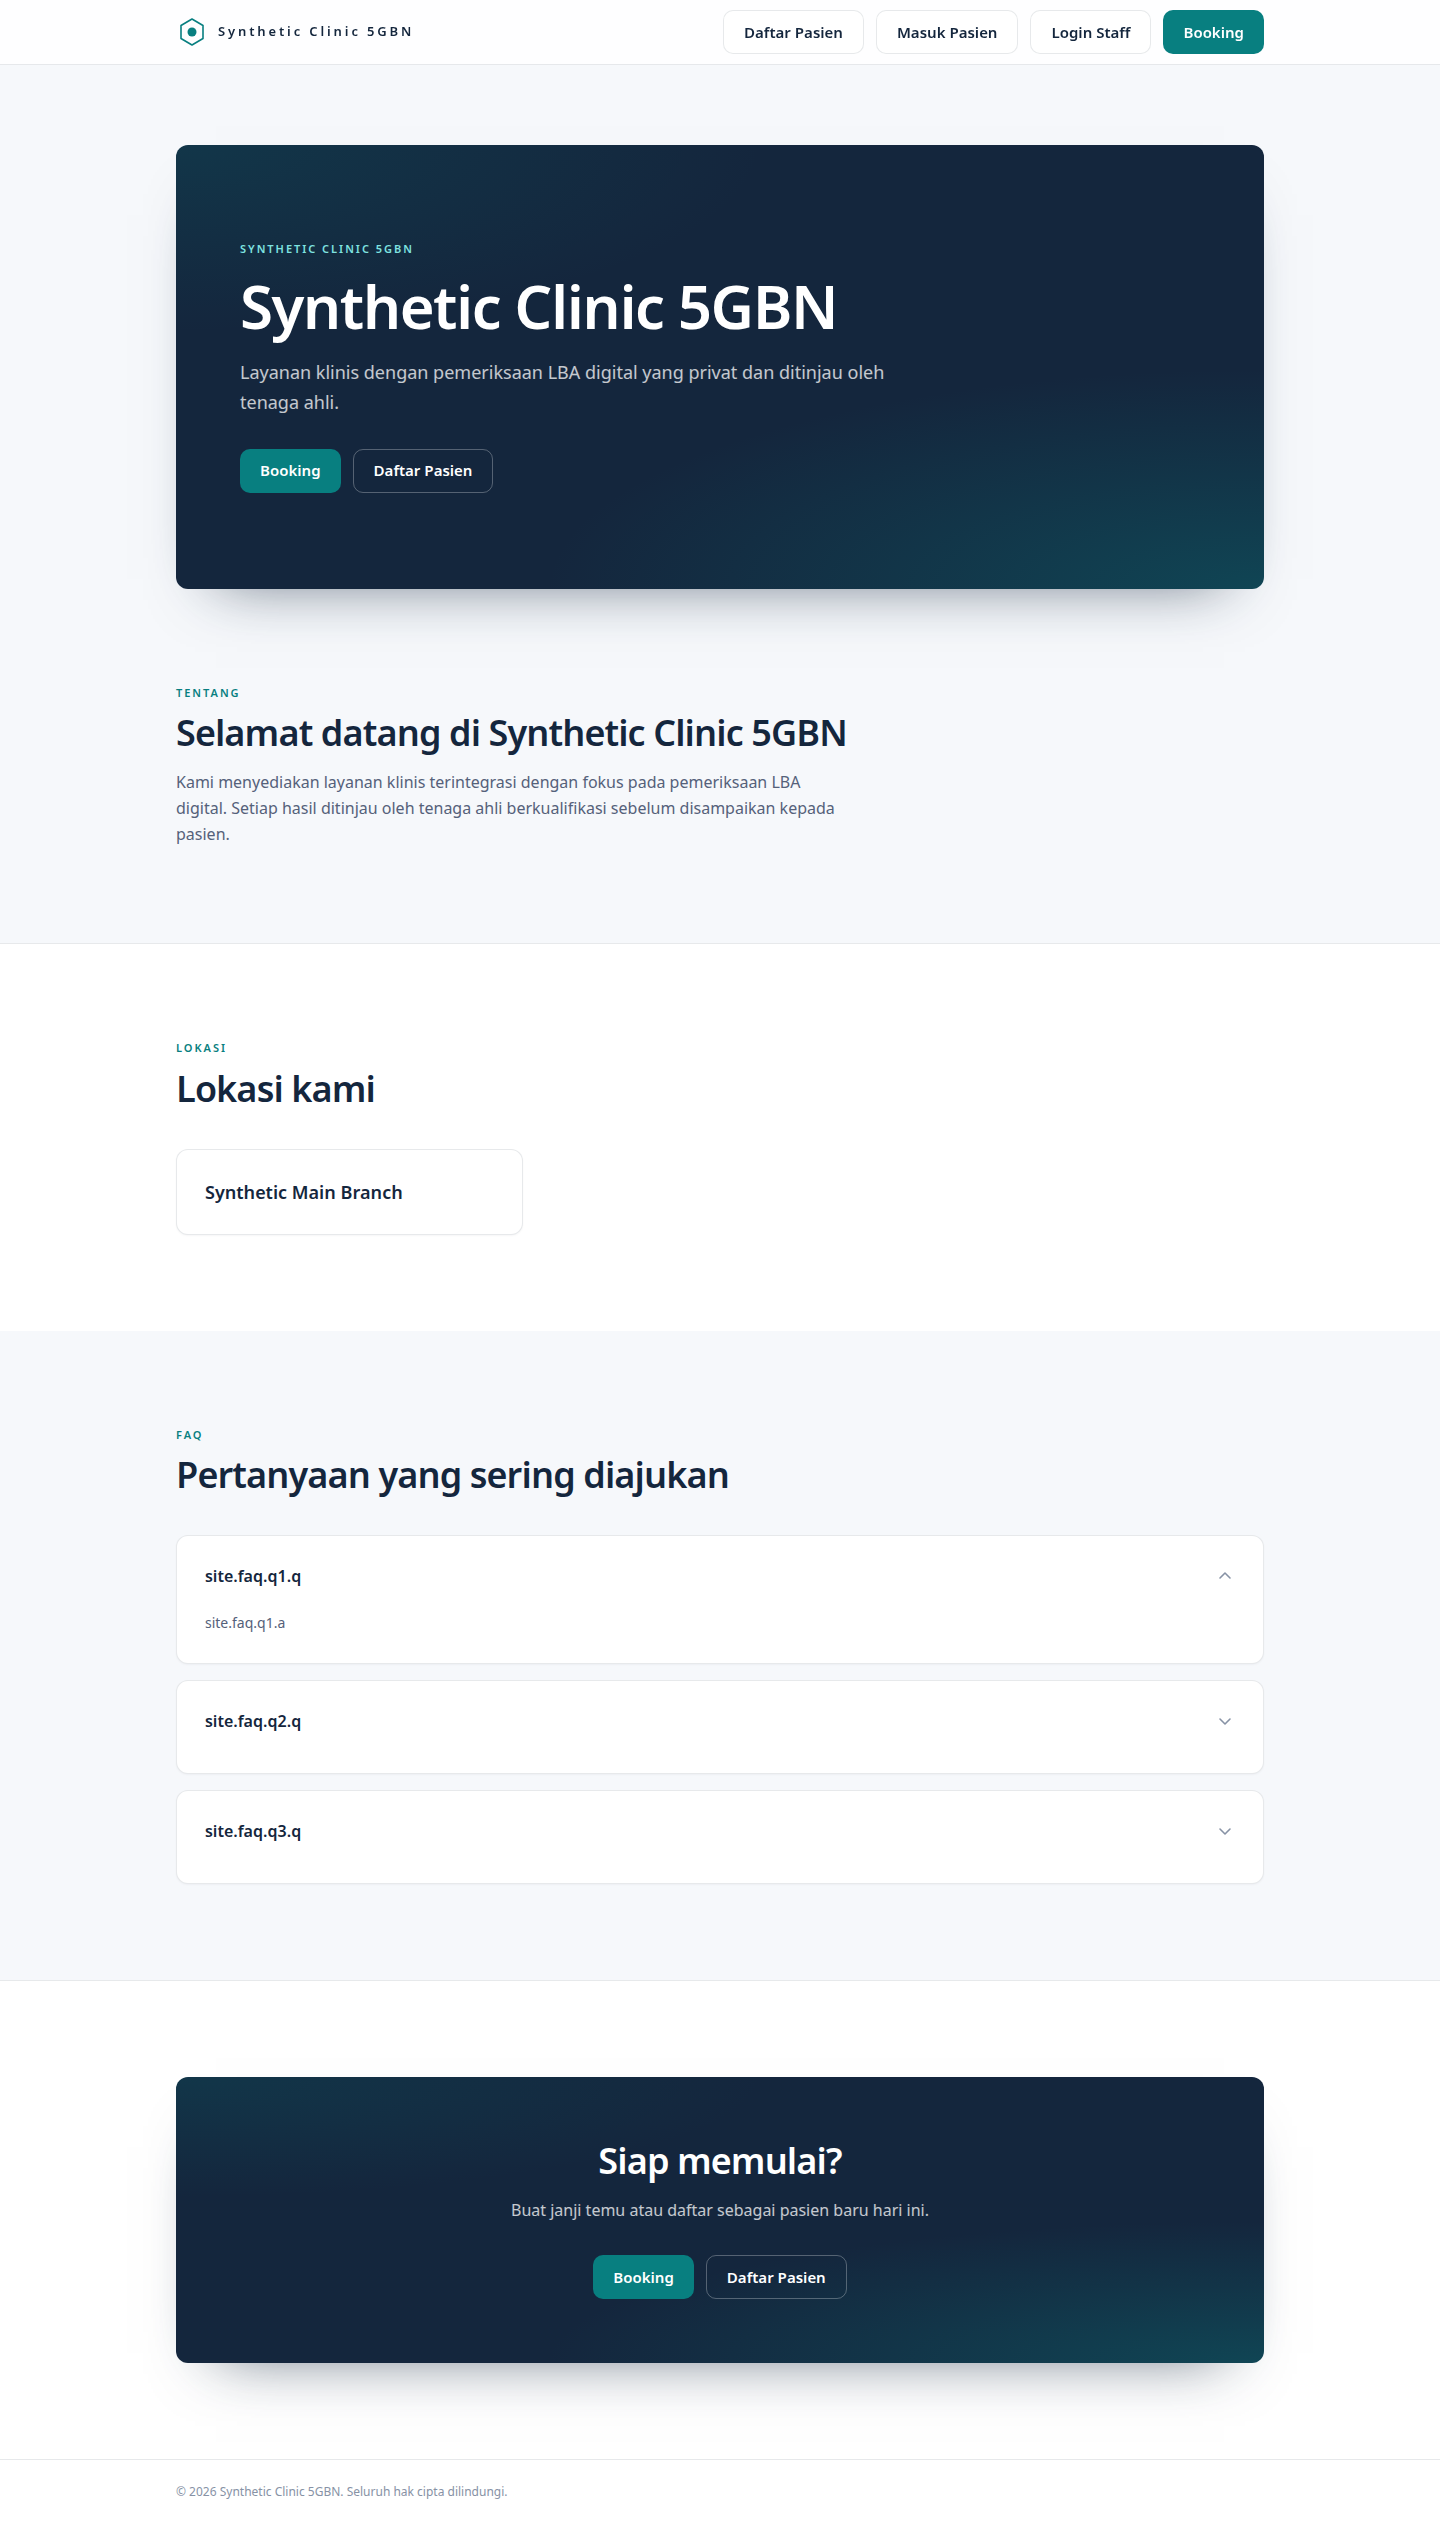 Synthetic Clinic 5GBN
Daftar Pasien
Masuk Pasien
Login Staff
Booking
SYNTHETIC CLINIC 5GBN
Synthetic Clinic 5GBN
Layanan klinis dengan pemeriksaan LBA digital yang privat dan ditinjau oleh
tenaga ahli.
Booking
Daftar Pasien
TENTANG
Selamat datang di Synthetic Clinic 5GBN
Kami menyediakan layanan klinis terintegrasi dengan fokus pada pemeriksaan LBA
digital. Setiap hasil ditinjau oleh tenaga ahli berkualifikasi sebelum disampaikan kepada
pasien.
LOKASI
Lokasi kami
Synthetic Main Branch
FAQ
Pertanyaan yang sering diajukan
site.faq.q1.q
site.faq.q1.a
site.faq.q2.q
site.faq.q3.q
Siap memulai?
Buat janji temu atau daftar sebagai pasien baru hari ini.
Booking
Daftar Pasien
© 2026 Synthetic Clinic 5GBN. Seluruh hak cipta dilindungi.